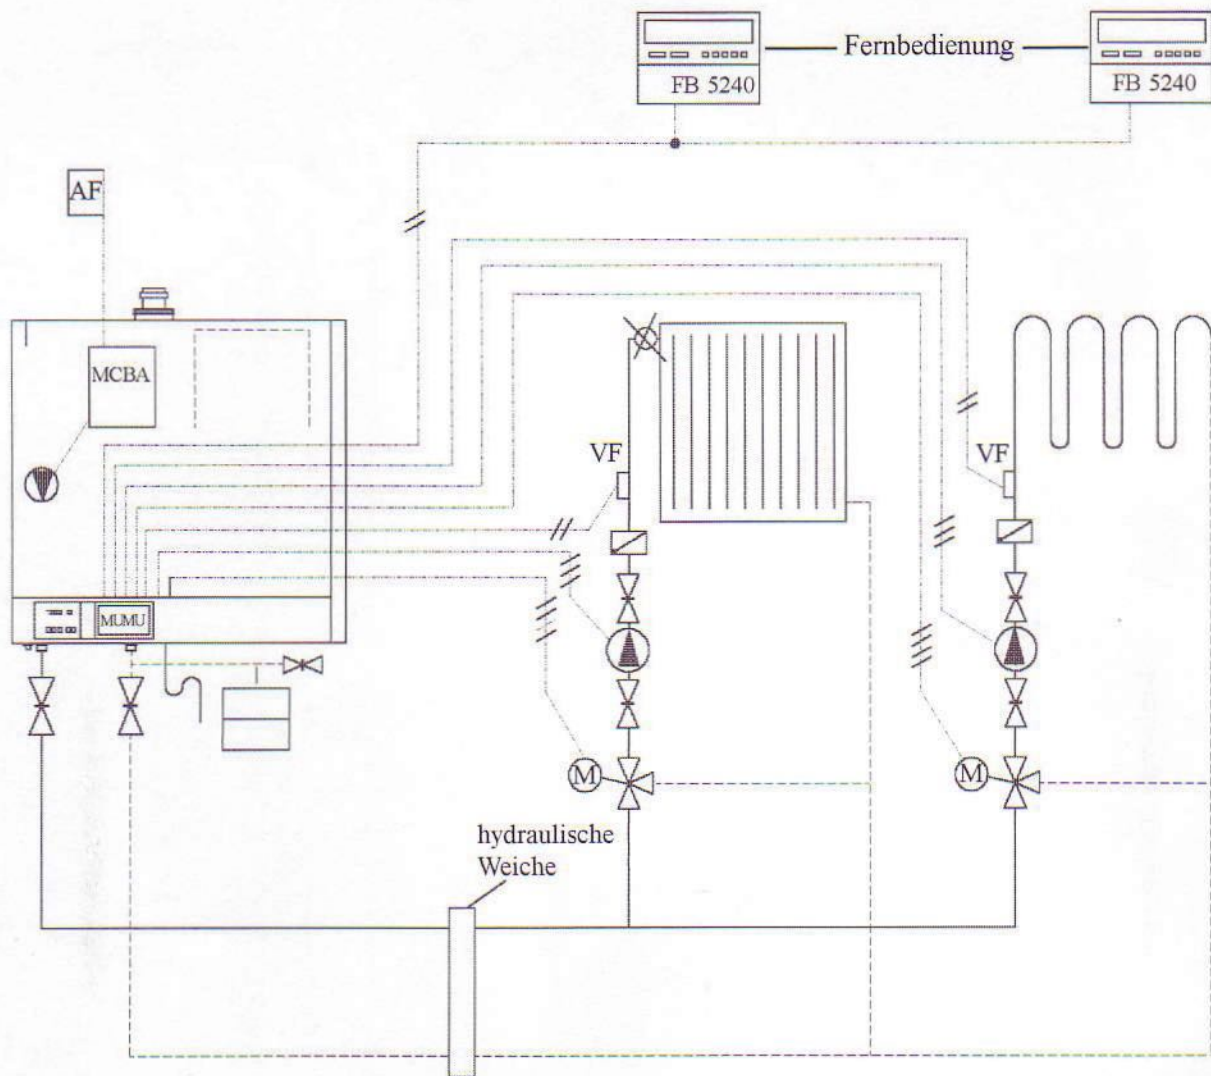 Fernbedienung
FB 5240
FB 5240
AF
MCBA
VF
VF
MUMU
M
M
hydraulische
Weiche